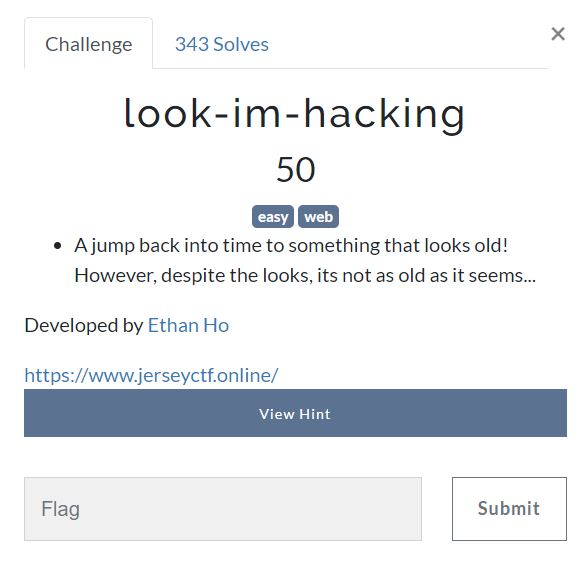 Challenge
343 Solves
×
look-im-hacking
50
easy web
• A jump back into time to something that looks old!
However, despite the looks, its not as old as it seems...
Developed by Ethan Ho
https://www.jerseyctf.online/
View Hint
Flag
Submit